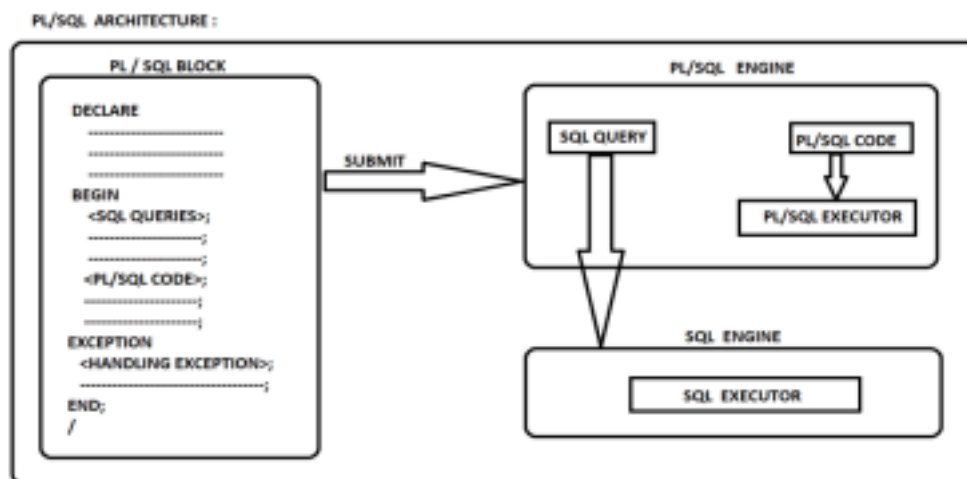 PL/SQL ARCHITECTURE :
PL / SQL BLOCK
DECLARE
------------------------
------------------------
------------------------
BEGIN
<SQL QUERIES>;
--------------------;
--------------------;
<PL/SQL CODE>;
--------------------;
--------------------;
EXCEPTION
<HANDLING EXCEPTION>;
--------------------------------;
END;
/
SUBMIT
PL/SQL ENGINE
SQL QUERY
PL/SQL CODE
PL/SQL EXECUTOR
SQL ENGINE
SQL EXECUTOR